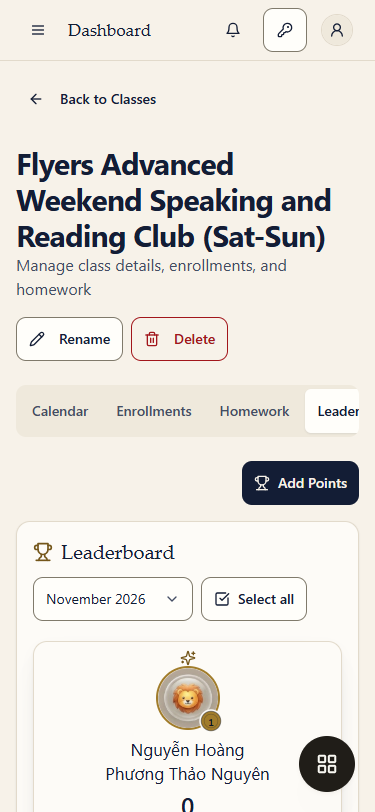 Dashboard
Back to Classes
Flyers Advanced
Weekend Speaking and
Reading Club (Sat-Sun)
Manage class details, enrollments, and
homework
Rename
Delete
Calendar
Enrollments
Homework
Leader
Add Points
Leaderboard
November 2026
Select all
1
Nguyễn Hoàng
Phương Thảo Nguyên
0